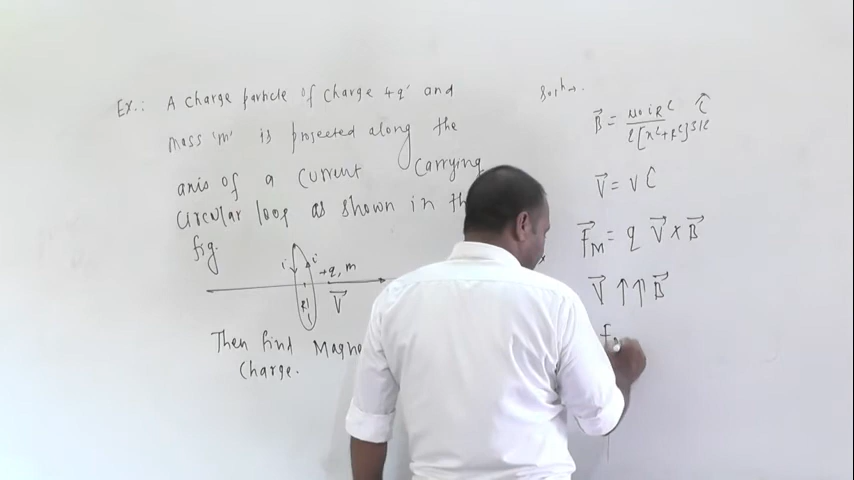 Ex.: A charge particle of charge +q' and
mass 'm' is projected along the
axis of a current carrying
circular loop as shown in th
fig.
i i
+q, m
R
V⃗
Then find Magne
charge.
Soln.
B⃗ = μ0 i R² / 2[x²+R²]3/2 î
V⃗ = v î
F⃗M = q V⃗ × B⃗
V⃗ ↑↑ B⃗